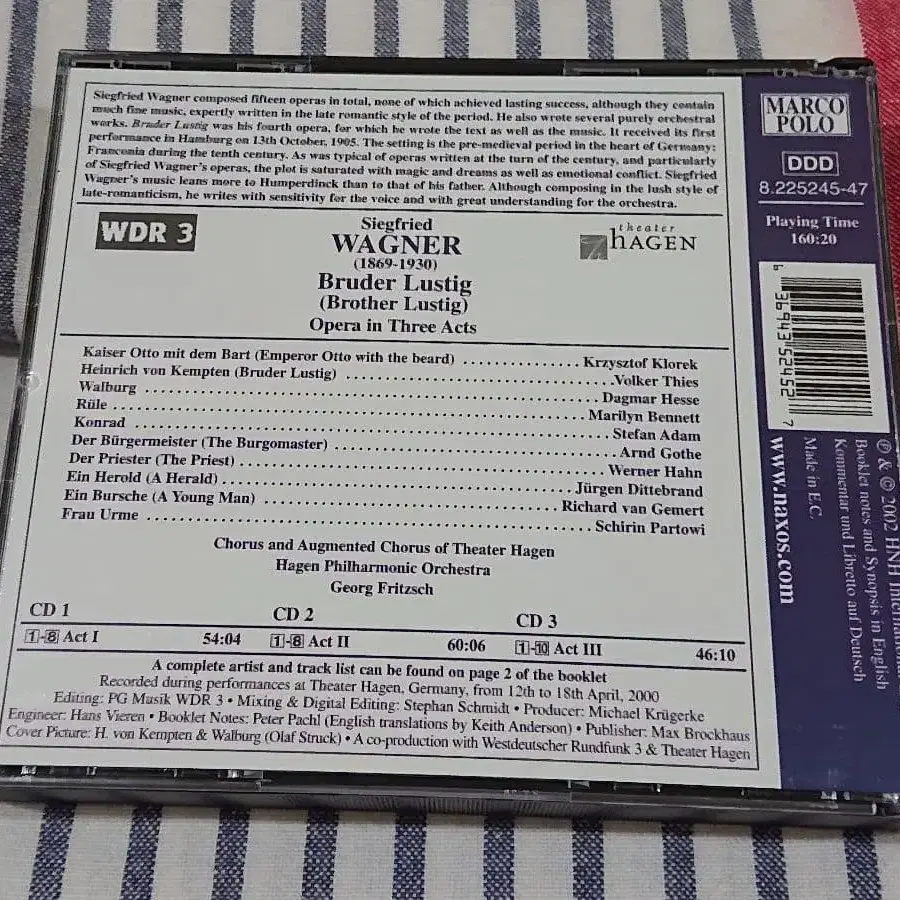 Siegfried Wagner composed fifteen operas in total, none of which achieved lasting success, although they contain
much fine music, expertly written in the late romantic style of the period. He also wrote several purely orchestral
works. Bruder Lustig was his fourth opera, for which he wrote the text as well as the music. It received its first
performance in Hamburg on 13th October, 1905. The setting is the pre-medieval period in the heart of Germany:
Franconia during the tenth century. As was typical of operas written at the turn of the century, and particularly
of Siegfried Wagner's operas, the plot is saturated with magic and dreams as well as emotional conflict. Siegfried
Wagner's music leans more to Humperdinck than to that of his father. Although composing in the lush style of
late-romanticism, he writes with sensitivity for the voice and with great understanding for the orchestra.
WDR 3
Siegfried
WAGNER
(1869-1930)
Bruder Lustig
(Brother Lustig)
Opera in Three Acts
theater
hAGEN
Kaiser Otto mit dem Bart (Emperor Otto with the beard) . . . . . . . . . . . . Krzysztof Klorek
Heinrich von Kempten (Bruder Lustig) . . . . . . . . . . . . Volker Thies
Walburg . . . . . . . . . . . . Dagmar Hesse
Rüle . . . . . . . . . . . . Marilyn Bennett
Konrad . . . . . . . . . . . . Stefan Adam
Der Bürgermeister (The Burgomaster) . . . . . . . . . . . . Arnd Gothe
Der Priester (The Priest) . . . . . . . . . . . . Werner Hahn
Ein Herold (A Herald) . . . . . . . . . . . . Jürgen Dittebrand
Ein Bursche (A Young Man) . . . . . . . . . . . . Richard van Gemert
Frau Urme . . . . . . . . . . . . Schirin Partowi
Chorus and Augmented Chorus of Theater Hagen
Hagen Philharmonic Orchestra
Georg Fritzsch
CD 1 CD 2 CD 3
1-8 Act I 54:04 1-8 Act II 60:06 1-10 Act III 46:10
A complete artist and track list can be found on page 2 of the booklet
Recorded during performances at Theater Hagen, Germany, from 12th to 18th April, 2000
Editing: PG Musik WDR 3 • Mixing & Digital Editing: Stephan Schmidt • Producer: Michael Krügerke
Engineer: Hans Vieren • Booklet Notes: Peter Pachl (English translations by Keith Anderson) • Publisher: Max Brockhaus
Cover Picture: H. von Kempten & Walburg (Olaf Struck) • A co-production with Westdeutscher Rundfunk 3 & Theater Hagen
MARCO
POLO
DDD
8.225245-47
Playing Time
160:20
6 36943 52452 7
℗ & © 2002 HNH
Booklet notes and Synopsis in English
Kommentar und Libretto auf Deutsch
Made in E.C.
www.naxos.com